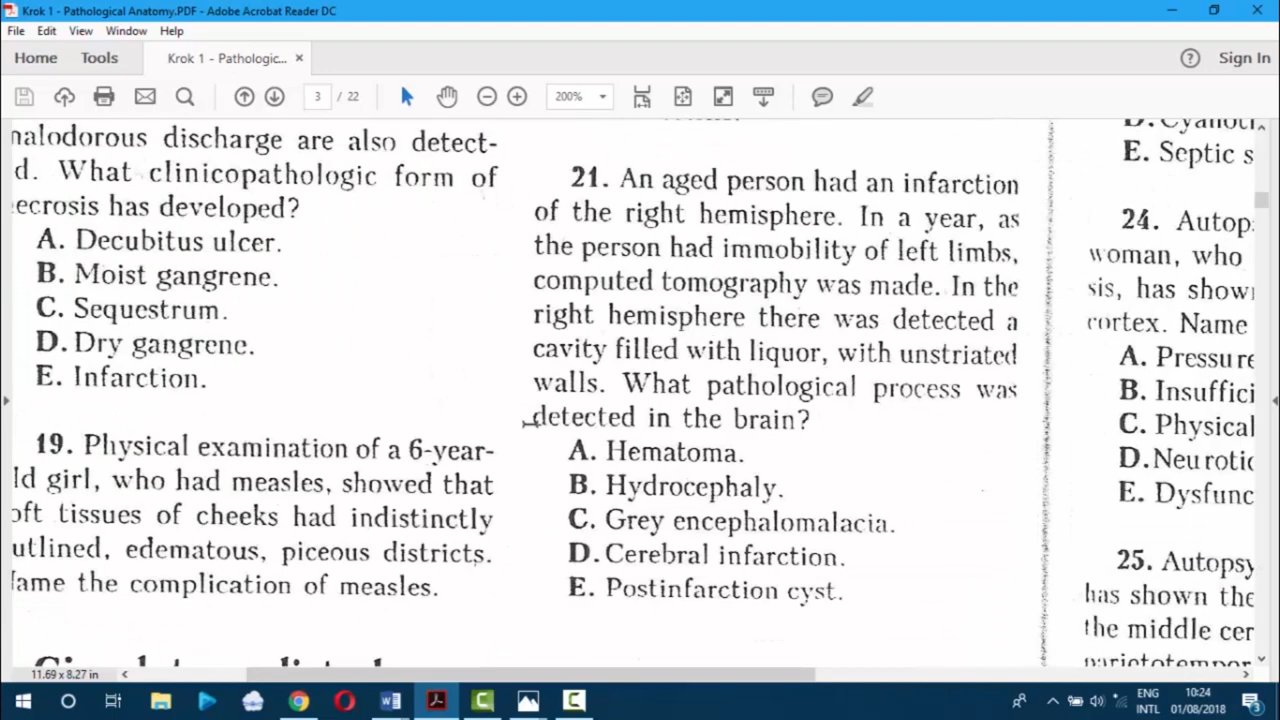 Krok 1 - Pathological Anatomy.PDF - Adobe Acrobat Reader DC
File Edit View Window Help
Home Tools Krok 1 - Pathologic... × Sign In
3 / 22 200%
nalodorous discharge are also detect-
d. What clinicopathologic form of
ecrosis has developed?
A. Decubitus ulcer.
B. Moist gangrene.
C. Sequestrum.
D. Dry gangrene.
E. Infarction.
19. Physical examination of a 6-year-
ld girl, who had measles, showed that
oft tissues of cheeks had indistinctly
utlined, edematous, piceous districts.
ame the complication of measles.
21. An aged person had an infarction
of the right hemisphere. In a year, as
the person had immobility of left limbs,
computed tomography was made. In the
right hemisphere there was detected a
cavity filled with liquor, with unstriated
walls. What pathological process was
detected in the brain?
A. Hematoma.
B. Hydrocephaly.
C. Grey encephalomalacia.
D. Cerebral infarction.
E. Postinfarction cyst.
E. Septic s
24. Autop
woman, who
sis, has show
cortex. Name
A. Pressure
B. Insuffici
C. Physical
D. Neurotic
E. Dysfunc
25. Autopsy
has shown the
the middle cer
parietotempor
11.69 x 8.27 in
ENG
INTL
10:24
01/08/2018
3